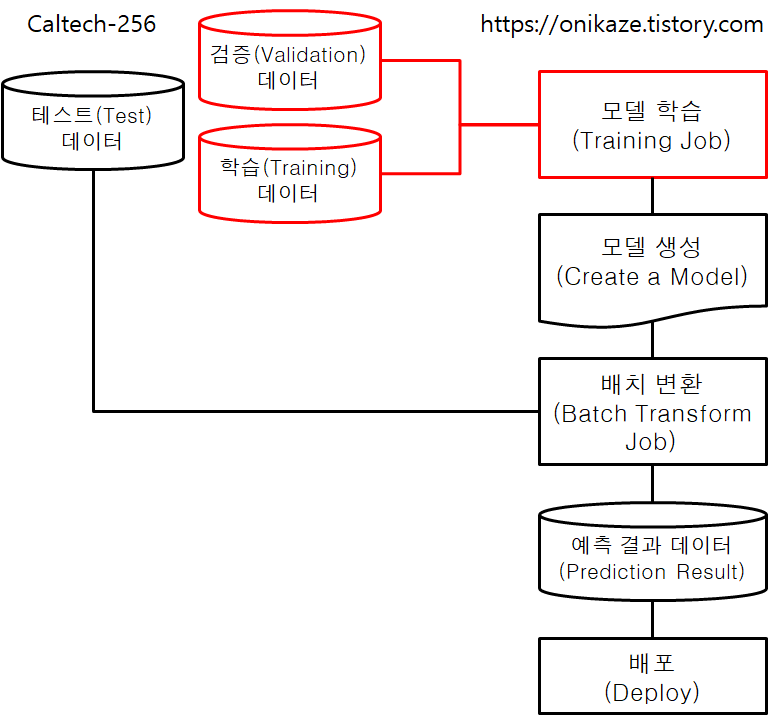 Caltech-256
https://onikaze.tistory.com
검증(Validation)
데이터
테스트(Test)
데이터
학습(Training)
데이터
모델 학습
(Training Job)
모델 생성
(Create a Model)
배치 변환
(Batch Transform
Job)
예측 결과 데이터
(Prediction Result)
배포
(Deploy)